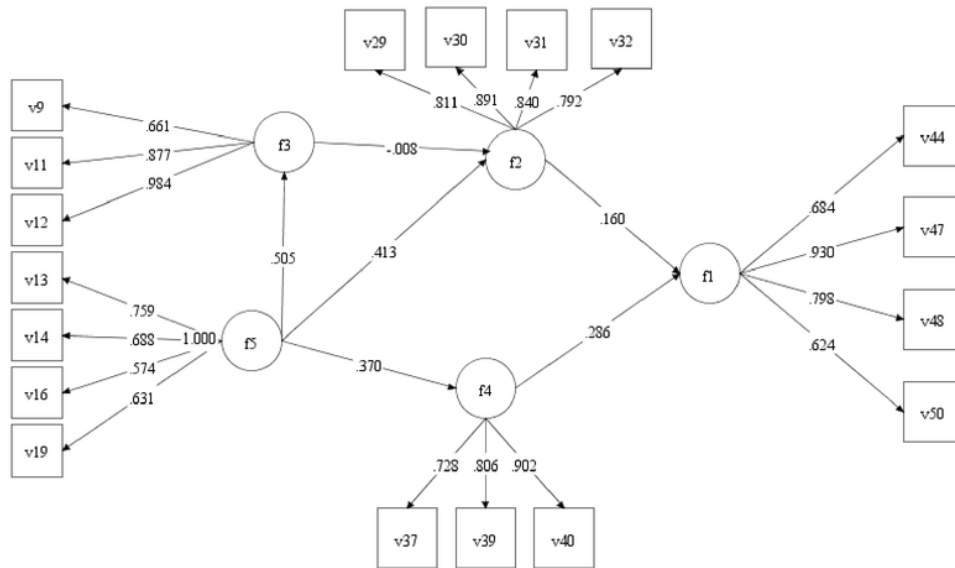 v29
v30
v31
v32
v9
.811
.891
.840
.792
.661
v44
v11
.877
f3
-.008
f2
.984
.684
v12
.160
v47
.505
.413
.930
v13
f1
.759
.798
v48
v14
.688
1.000
f5
.286
.624
.574
.370
v16
f4
.631
v50
v19
.728
.806
.902
v37
v39
v40